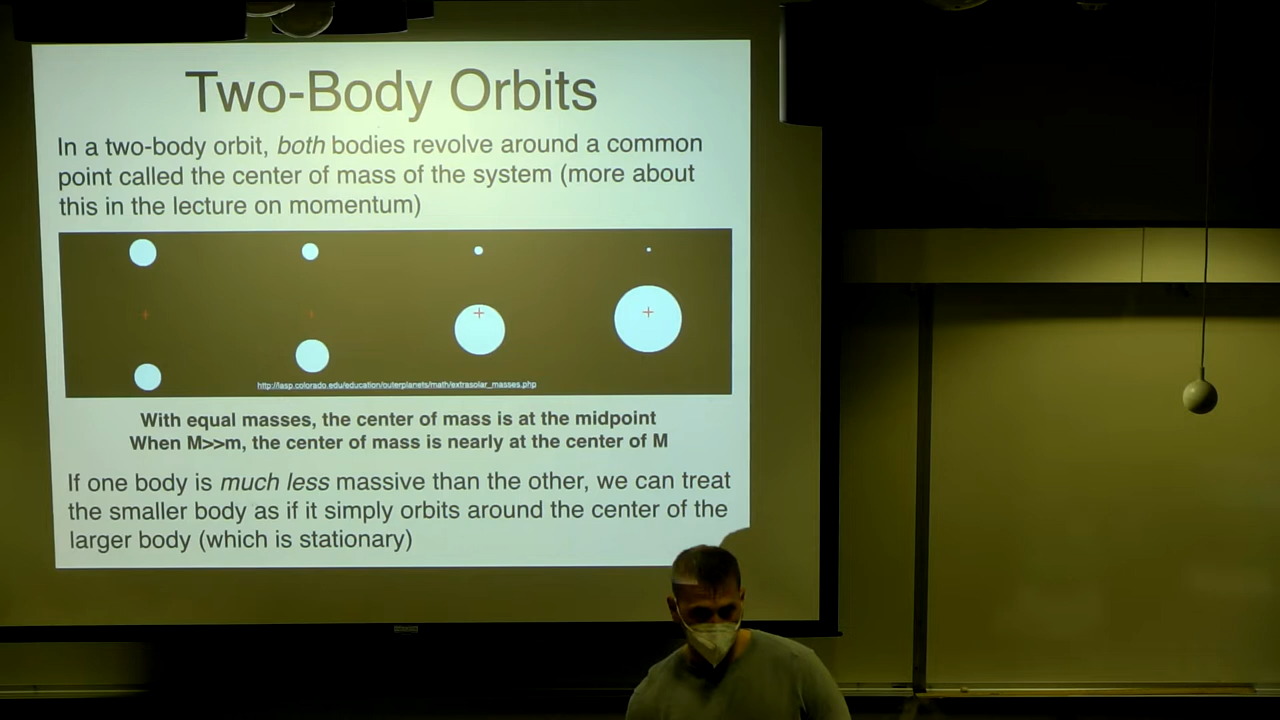 Two-Body Orbits
In a two-body orbit, both bodies revolve around a common
point called the center of mass of the system (more about
this in the lecture on momentum)
http://lasp.colorado.edu/education/outerplanets/math/extrasolar_masses.php
With equal masses, the center of mass is at the midpoint
When M>>m, the center of mass is nearly at the center of M
If one body is much less massive than the other, we can treat
the smaller body as if it simply orbits around the center of the
larger body (which is stationary)